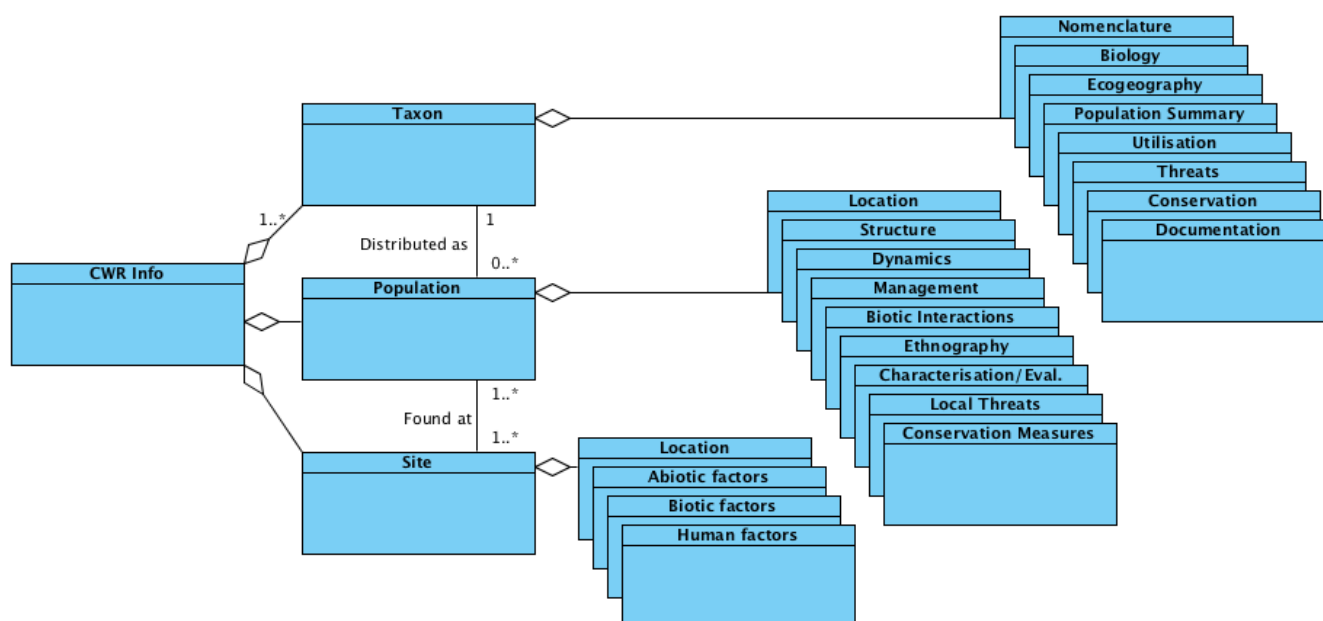 Nomenclature
Biology
Ecogeography
Population Summary
Utilisation
Threats
Conservation
Documentation
Taxon
1..*
1
Distributed as
0..*
CWR Info
Population
Location
Structure
Dynamics
Management
Biotic Interactions
Ethnography
Characterisation/Eval.
Local Threats
Conservation Measures
1..*
Found at
1..*
Site
Location
Abiotic factors
Biotic factors
Human factors